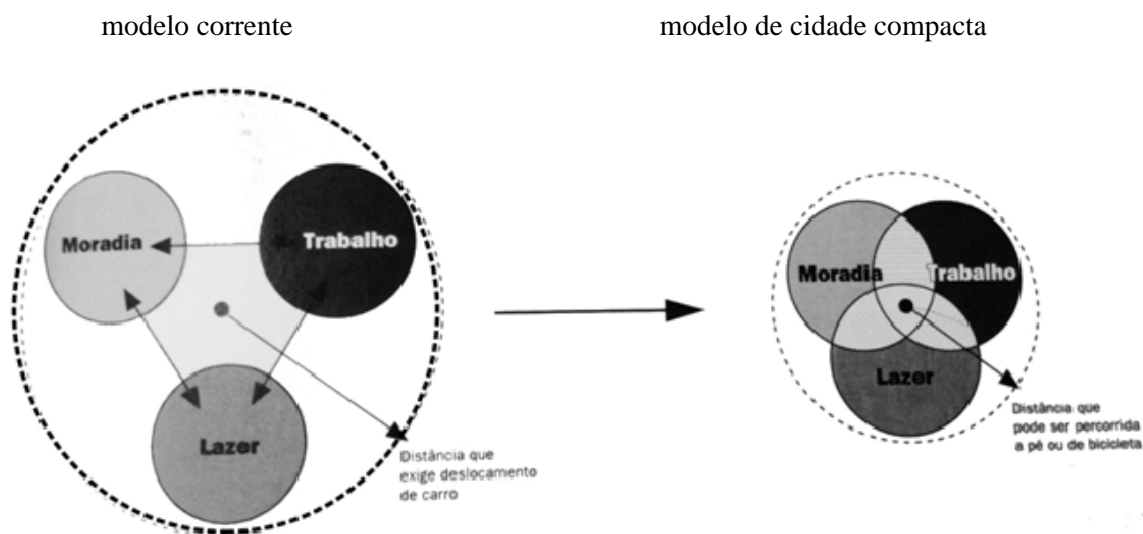 modelo corrente
modelo de cidade compacta
Moradia
Trabalho
Lazer
Distância que
exige deslocamento
de carro
Moradia
Trabalho
Lazer
Distância que
pode ser percorrida
a pé ou de bicicleta